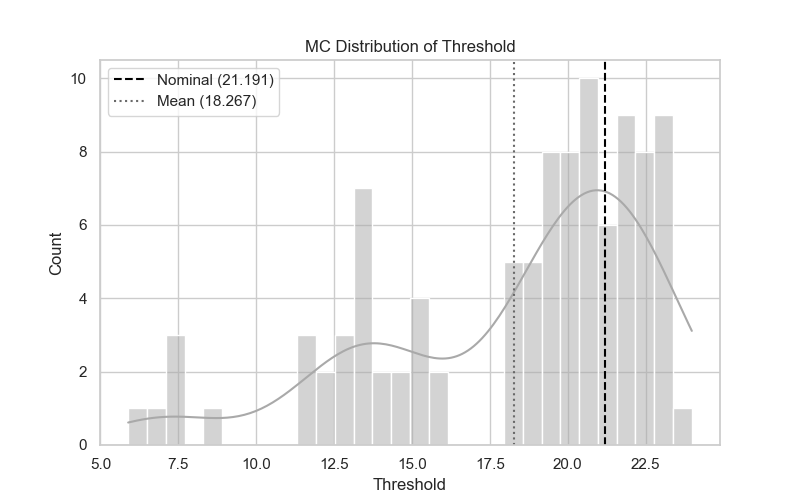 MC Distribution of Threshold
Nominal (21.191)
Mean (18.267)
10
8
6
4
2
0
Count
5.0 7.5 10.0 12.5 15.0 17.5 20.0 22.5
Threshold